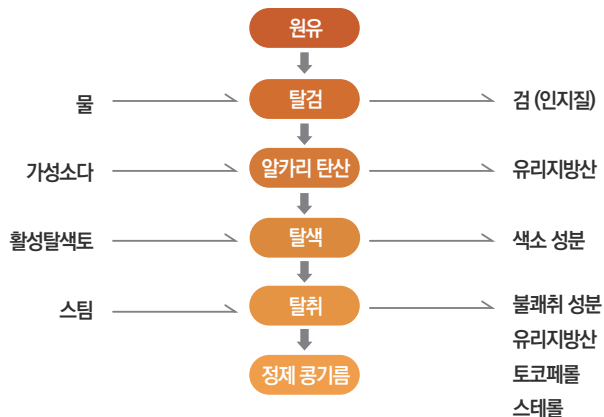 원유
물
탈검
검 (인지질)
가성소다
알카리 탄산
유리지방산
활성탈색토
탈색
색소 성분
스팀
탈취
불쾌취 성분
유리지방산
정제 콩기름
토코페롤
스테롤